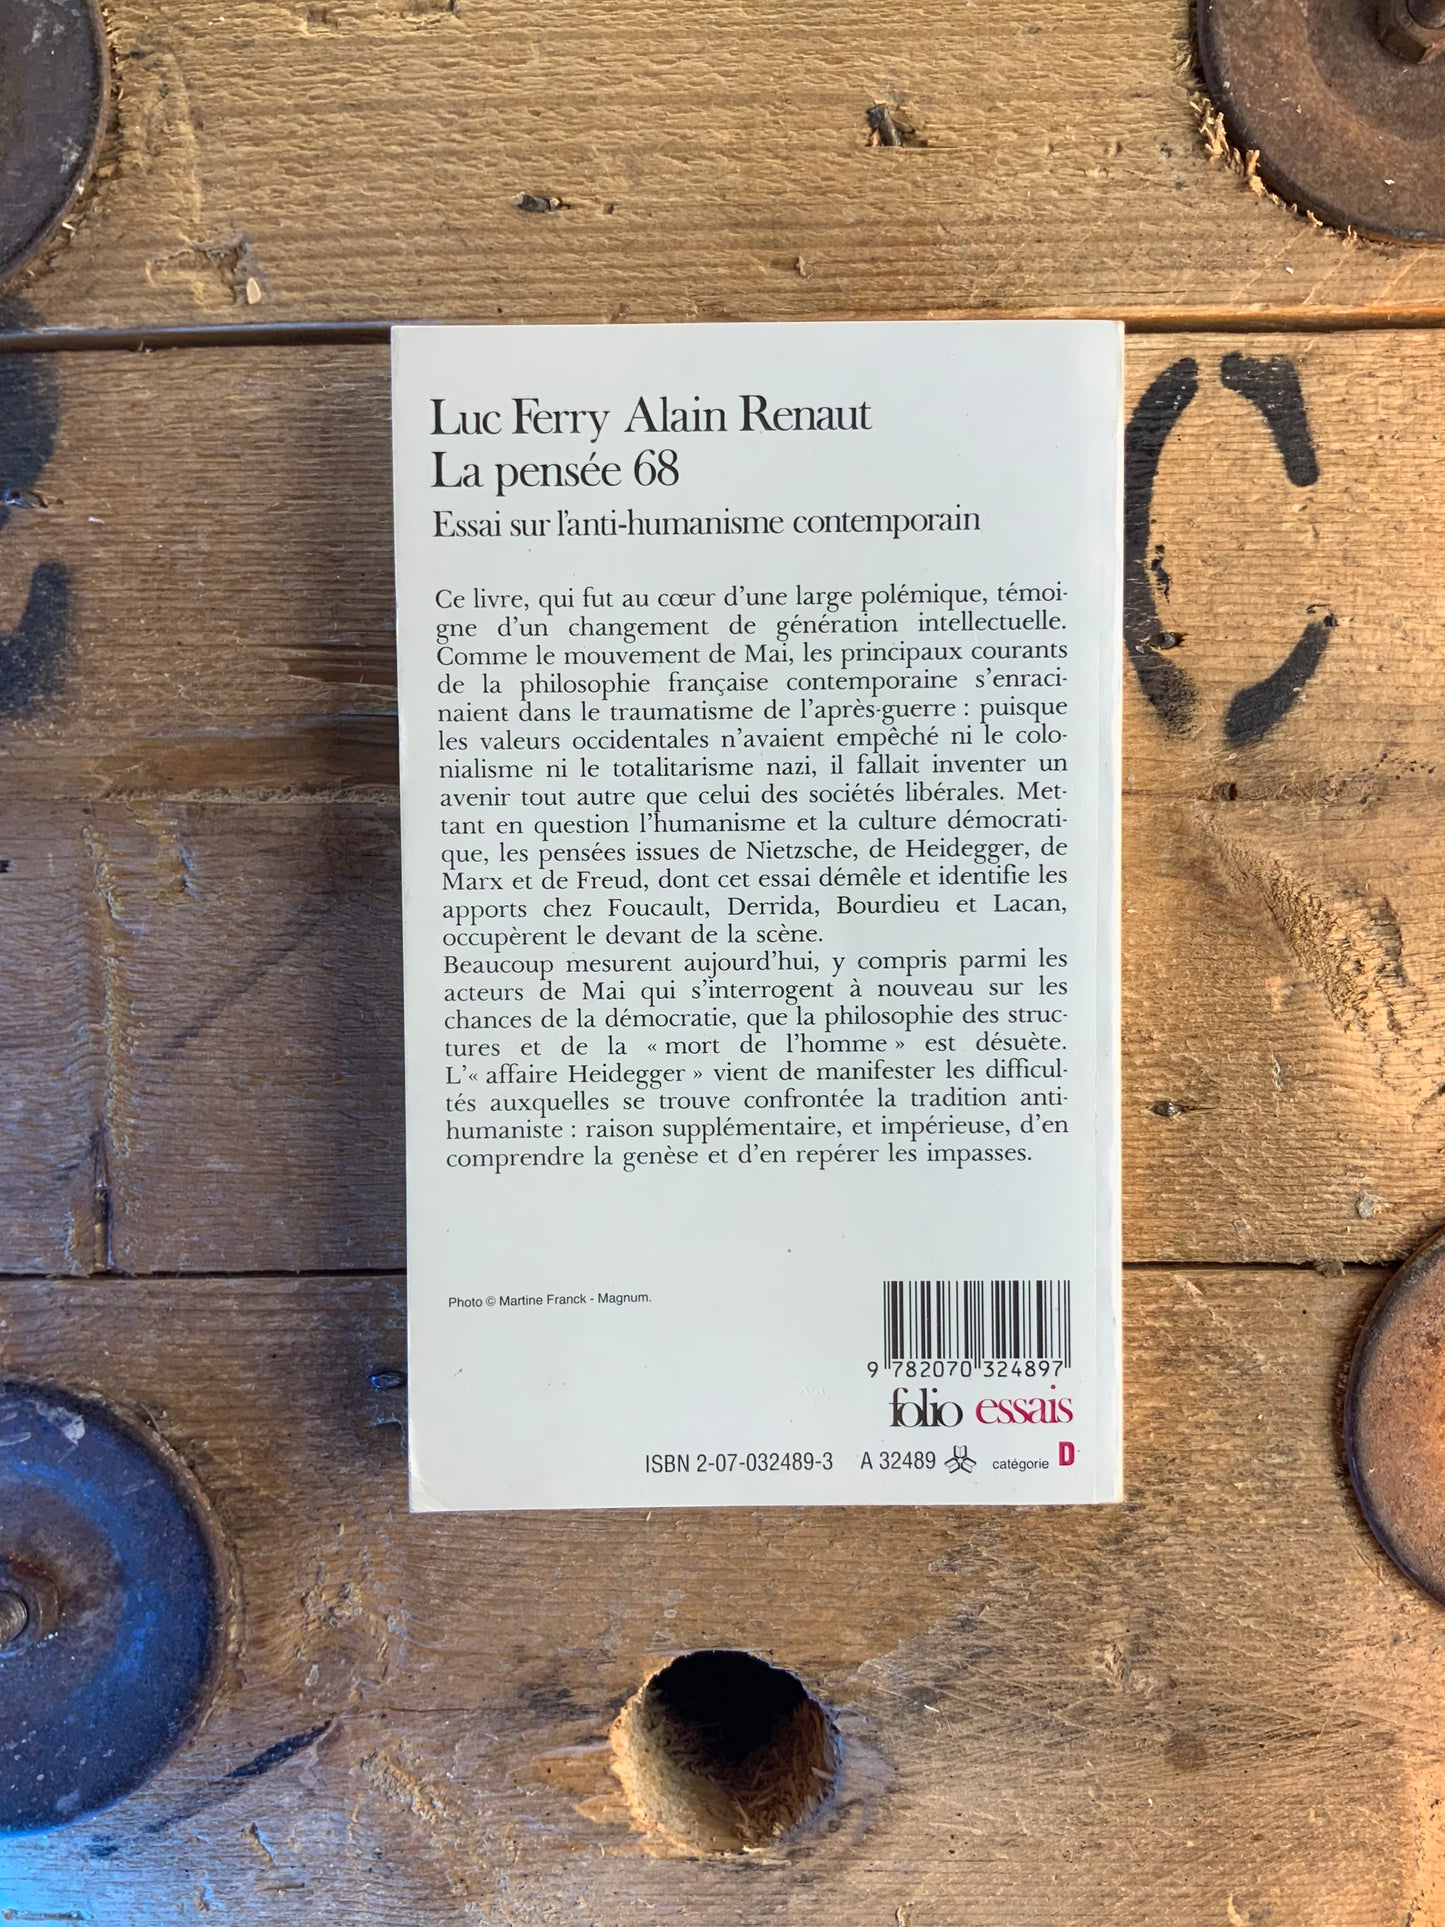 Luc Ferry Alain Renaut
La pensée 68
Essai sur l'anti-humanisme contemporain
Ce livre, qui fut au cœur d'une large polémique, témoi-
gne d'un changement de génération intellectuelle.
Comme le mouvement de Mai, les principaux courants
de la philosophie française contemporaine s'enraci-
naient dans le traumatisme de l'après-guerre : puisque
les valeurs occidentales n'avaient empêché ni le colo-
nialisme ni le totalitarisme nazi, il fallait inventer un
avenir tout autre que celui des sociétés libérales. Met-
tant en question l'humanisme et la culture démocrati-
que, les pensées issues de Nietzsche, de Heidegger, de
Marx et de Freud, dont cet essai démêle et identifie les
apports chez Foucault, Derrida, Bourdieu et Lacan,
occupèrent le devant de la scène.
Beaucoup mesurent aujourd'hui, y compris parmi les
acteurs de Mai qui s'interrogent à nouveau sur les
chances de la démocratie, que la philosophie des struc-
tures et de la « mort de l'homme » est désuète.
L'« affaire Heidegger » vient de manifester les difficul-
tés auxquelles se trouve confrontée la tradition anti-
humaniste : raison supplémentaire, et impérieuse, d'en
comprendre la genèse et d'en repérer les impasses.
Photo © Martine Franck - Magnum.
9 782070 324897
folio essais
ISBN 2-07-032489-3 A 32489 catégorie D